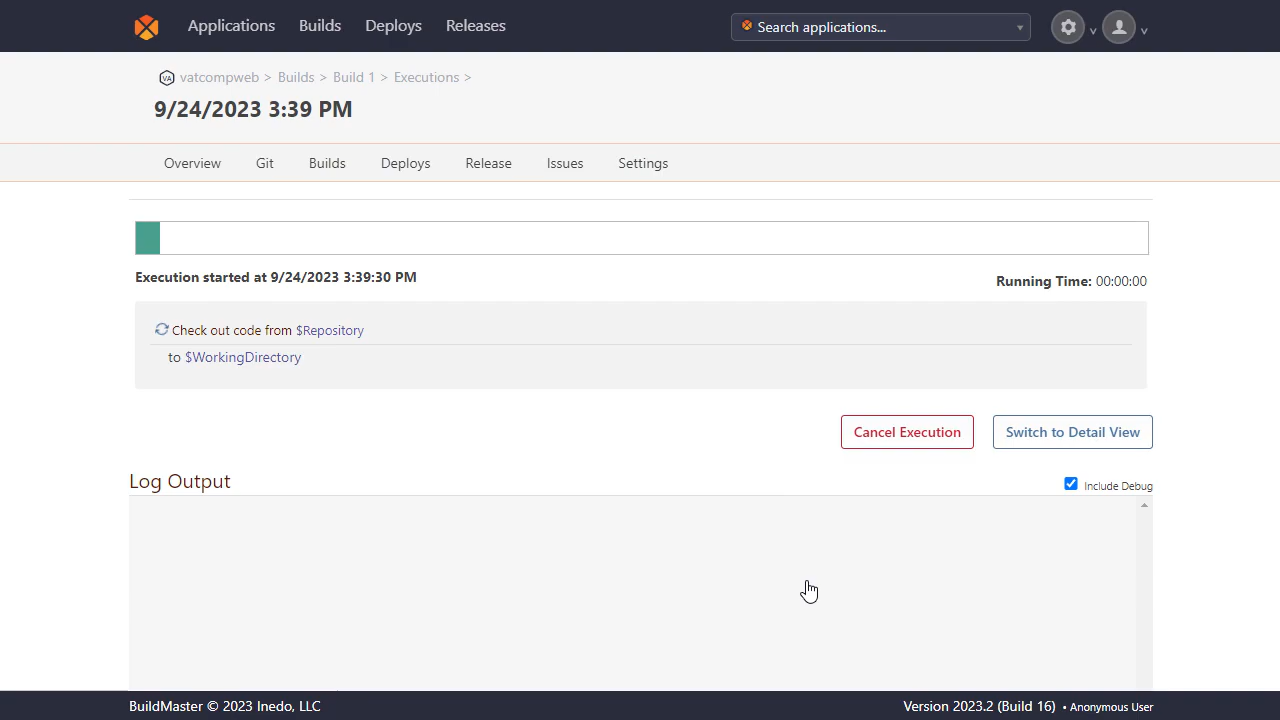 Applications Builds Deploys Releases Search applications...
VA vatcompweb > Builds > Build 1 > Executions >
9/24/2023 3:39 PM
Overview Git Builds Deploys Release Issues Settings
Execution started at 9/24/2023 3:39:30 PM
Running Time: 00:00:00
Check out code from $Repository
to $WorkingDirectory
Cancel Execution Switch to Detail View
Log Output
Include Debug
BuildMaster © 2023 Inedo, LLC
Version 2023.2 (Build 16) • Anonymous User